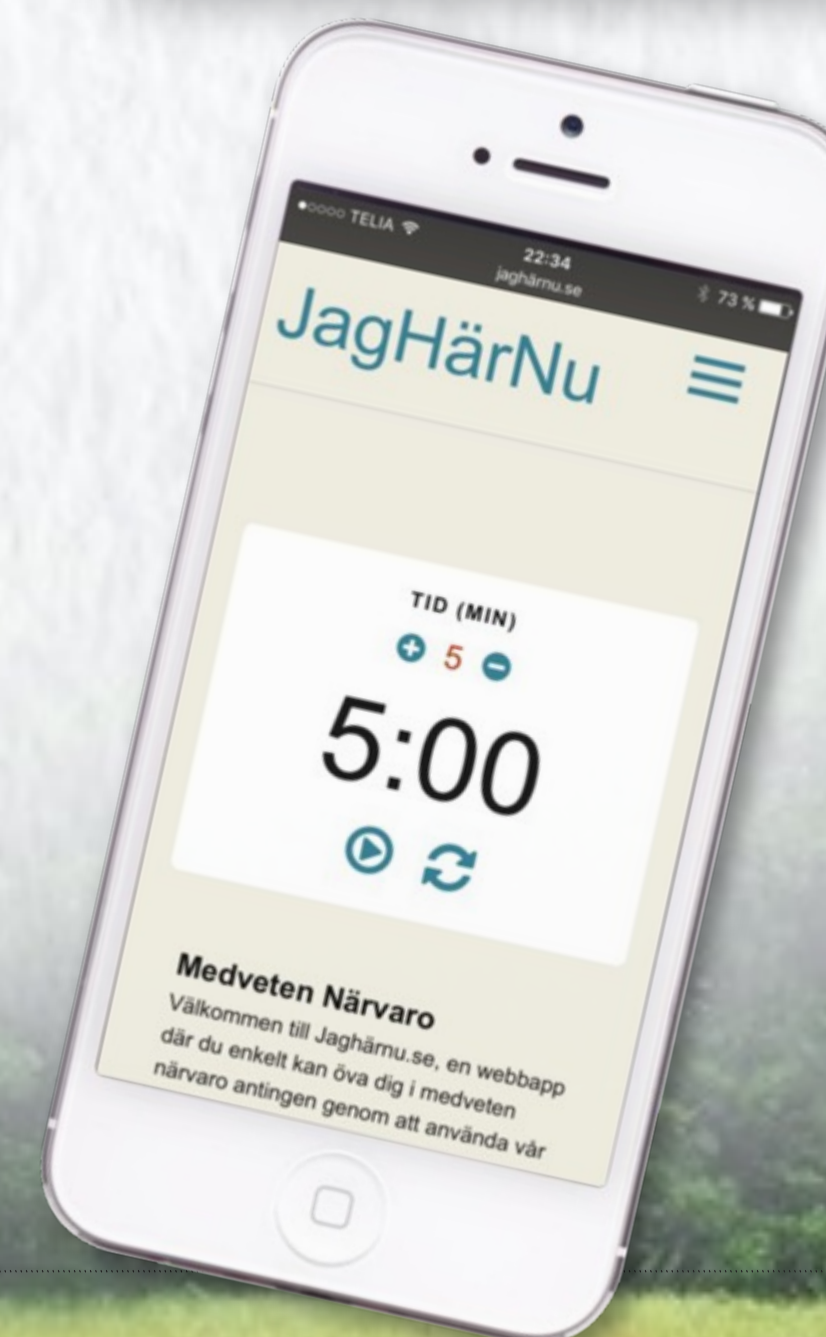 TELIA
22:34
jaghärnu.se
73 %
JagHärNu
TID (MIN)
5
5:00
Medveten Närvaro
Välkommen till Jaghärnu.se, en webbapp
där du enkelt kan öva dig i medveten
närvaro antingen genom att använda vår